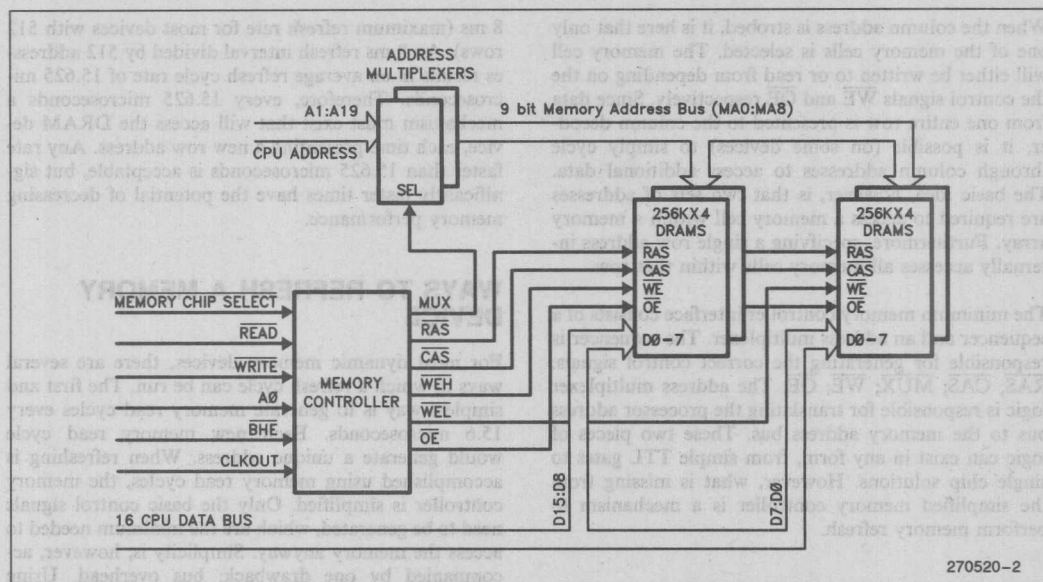 ADDRESS
MULTIPLIERS
A1:A19
CPU ADDRESS
SEL
9 bit Memory Address Bus (MA0:MA8)
256KX4
DRAMS
RAS
CAS
WE
OE
D0-7
256KX4
DRAMS
RAS
CAS
WE
OE
D0-7
MEMORY CHIP SELECT
READ
WRITE
A0
BHE
CLKOUT
MEMORY
CONTROLLER
MUX
RAS
CAS
WEH
WEL
OE
D15:D8
D7:D0
16 CPU DATA BUS
270520-2
When the column address is strobed, it is here that only
one of the memory cells is selected. The memory cell
will either be written to or read from depending on the
the control signals WE and OE respectively. Since data
from one entire row is presented to the column decod-
er, it is possible (on some devices) to simply cycle
through column addresses to access additional data.
The basic idea, however, is that two sets of addresses
are required to access a memory cell within a memory
array. Furthermore, specifying a single row address in-
ternally accesses all memory cells within that row.
The minimum memory controller interface consists of a
sequencer and an address multiplexer. The sequencer is
responsible for generating the correct control signals:
RAS; CAS; MUX; WE; OE. The address multiplexer
logic is responsible for translating the processor address
bus to the memory address bus. These two pieces of
logic can exist in any form, from simple TTL gates to
single chip solutions. However, what is missing from
the simplified memory controller is a mechanism to
perform memory refresh.
8 ms (maximum refresh rate for most devices with 512
rows). refresh interval divided by 512 address-
es average refresh cycle rate of 15.625 mi-
croseconds. Therefore, every 15.625 microseconds a
mechanism must exist that will access the DRAM de-
vice, each time new row address. Any rate
faster than 15.625 microseconds is acceptable, but sig-
nificantly faster times have the potential of decreasing
memory performance.
WAYS TO REFRESH A MEMORY
DEVICE
For most dynamic memory devices, there are several
ways in which a refresh cycle can be run. The first and
simplest way is to generate memory read cycles every
15.6 microseconds. Each new memory read cycle
would generate a unique address. When refreshing is
accomplished using memory read cycles, the memory
controller is simplified. Only the basic control signals
need to be generated, which are needed to
access the memory anyway. Simplicity is, however, ac-
companied by one drawback: bus overhead. Using